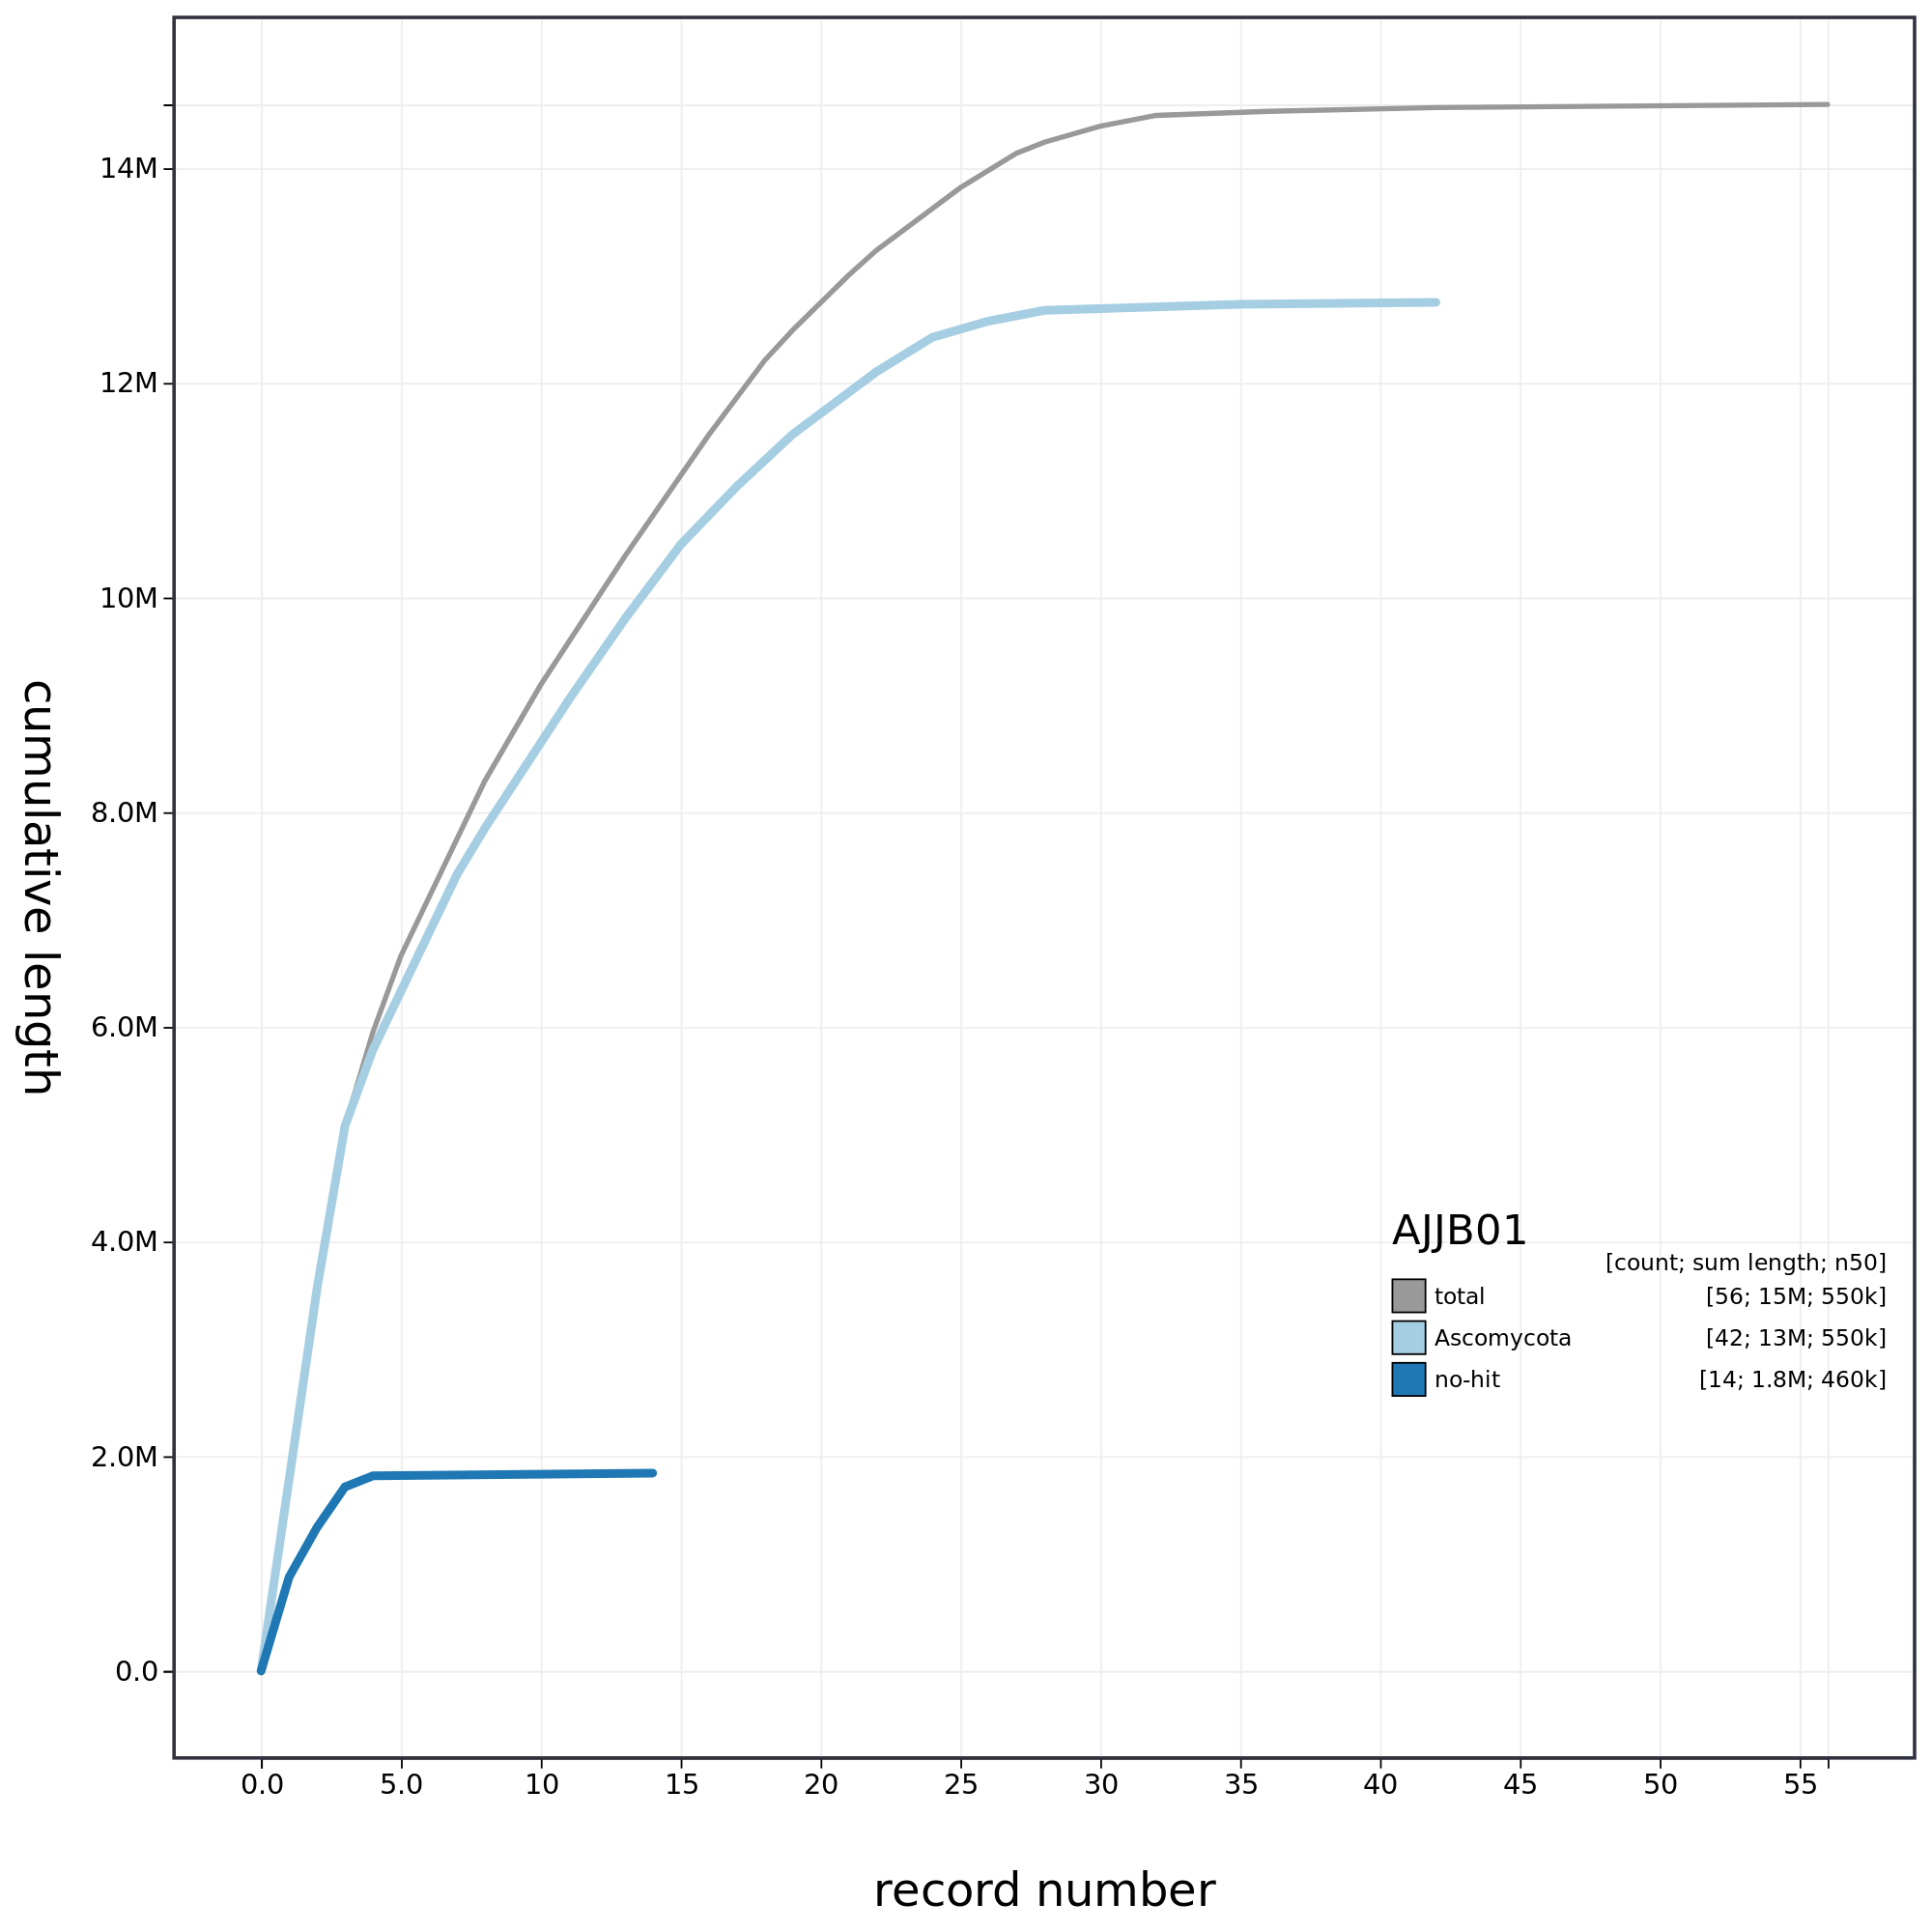 cumulative length
14M
12M
10M
8.0M
6.0M
4.0M
2.0M
0.0
AJJB01
[count; sum length; n50]
total [56; 15M; 550k]
Ascomycota [42; 13M; 550k]
no-hit [14; 1.8M; 460k]
0.0 5.0 10 15 20 25 30 35 40 45 50 55
record number